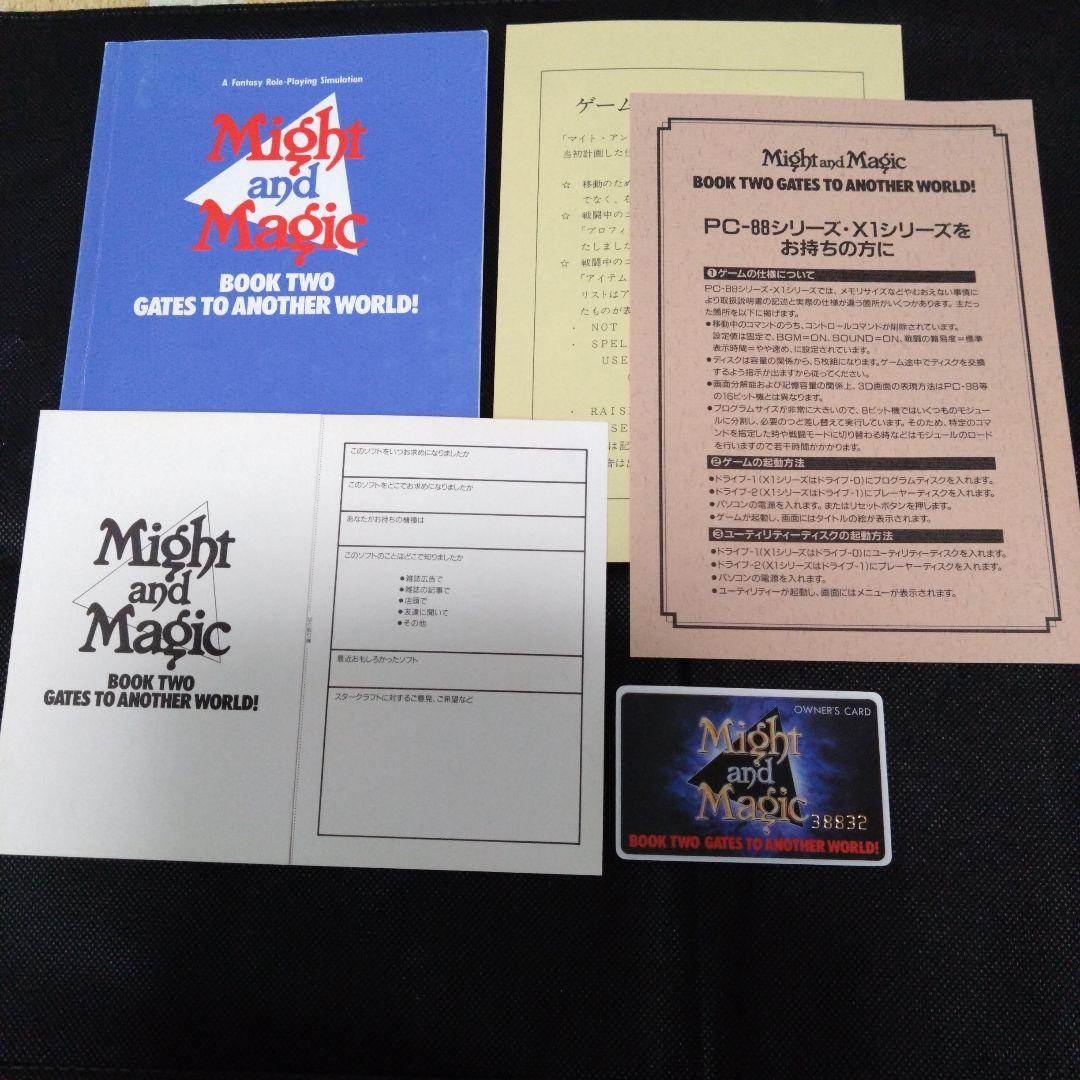 A Fantasy Role-Playing Simulation
Might
and
Magic
BOOK TWO
GATES TO ANOTHER WORLD!
ゲーム
「マイト・アン
当初計画した仕
☆ 移動のため
でなく、右
☆ 戦闘中のコ
「プロフィ
たしました
☆ 戦闘中のコ
「アイテム
リストはア
たものが表
・ NOT
・ SPEL
USE
・ RAISE
SE
は記
音は出
Might and Magic
BOOK TWO GATES TO ANOTHER WORLD!
PC-88シリーズ・X1シリーズを
お持ちの方に
❶ゲームの仕様について
PC-88シリーズ・X1シリーズでは、メモリサイズなどやむおえない事情に
より取扱説明書の記述と実際の仕様が違う箇所がいくつかあります。主だっ
た箇所を以下に掲げます。
●移動中のコマンドのうち、コントロールコマンドが削除されています。
設定値は固定で、BGM=ON、SOUND=ON、戦闘の難易度=標準
表示時間=やや速め、に設定されています。
●ディスクは容量の関係から、5枚組になります。ゲーム途中でディスクを交換
するよう指示が出ますから従ってください。
●画面分解能および記憶容量の関係上、3D画面の表現方法はPC-98等
の16ビット機とは異なります。
●プログラムサイズが非常に大きいので、8ビット機ではいくつものモジュー
ルに分割し、必要のつど差し替えて実行しています。そのため、特定のコマ
ンドを指定した時や戦闘モードに切り替わる時などはモジュールのロード
を行いますので若干時間がかかります。
❷ゲームの起動方法
●ドライブ-1(X1シリーズはドライブ-0)にプログラムディスクを入れます。
●ドライブ-2(X1シリーズはドライブ-1)にプレーヤーディスクを入れます。
●パソコンの電源を入れます。またはリセットボタンを押します。
●ゲームが起動し、画面にはタイトルの絵が表示されます。
❸ユーティリティーディスクの起動方法
●ドライブ-1(X1シリーズはドライブ-0)にユーティリティーディスクを入れます。
●ドライブ-2(X1シリーズはドライブ-1)にプレーヤーディスクを入れます。
●パソコンの電源を入れます。
●ユーティリティーが起動し、画面にはメニューが表示されます。
Might
and
Magic
BOOK TWO
GATES TO ANOTHER WORLD!
このソフトをいつお求めになりましたか
このソフトをどこでお求めになりましたか
あなたがお持ちの機種は
このソフトのことはどこで知りましたか
●雑誌広告で
●雑誌の記事で
●店頭で
●友達に聞いて
●その他
最近おもしろかったソフト
スタークラフトに対するご意見、ご希望など
OWNER'S CARD
Might
and
Magic
38832
BOOK TWO GATES TO ANOTHER WORLD!